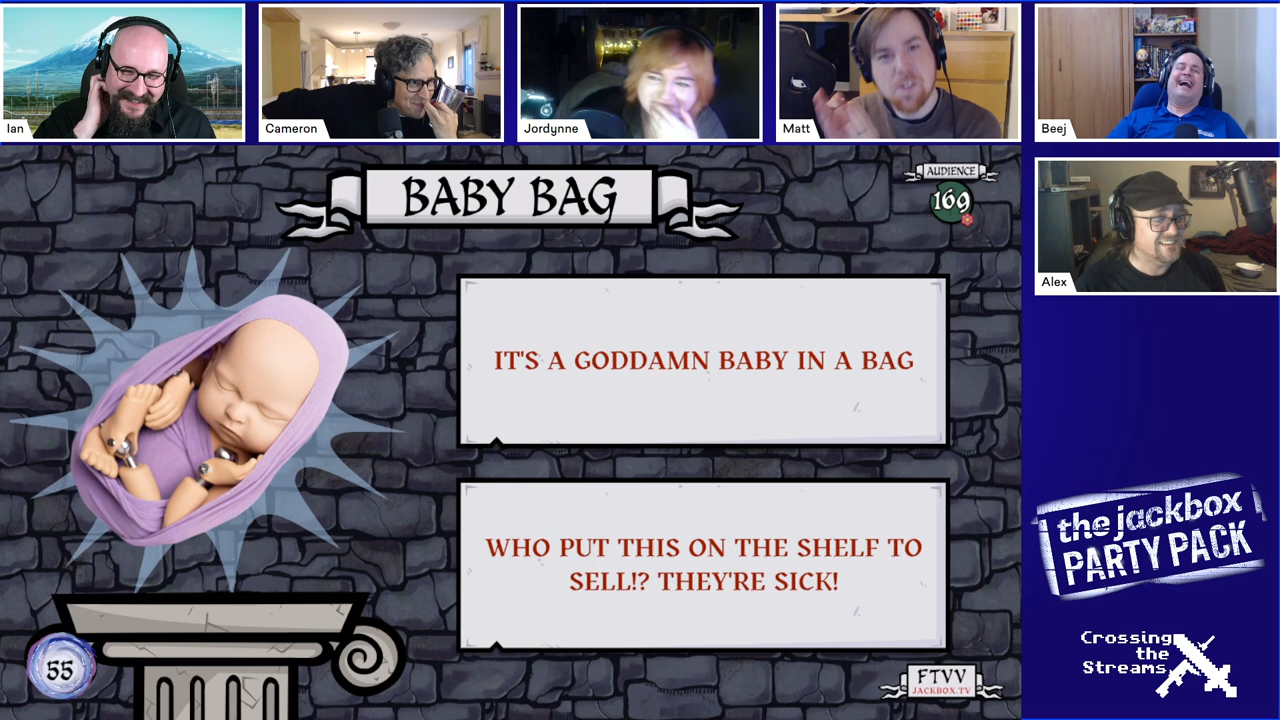 Ian
Cameron
Jordynne
Matt
Beej
BABY BAG
AUDIENCE
169
Alex
IT'S A GODDAMN BABY IN A BAG
WHO PUT THIS ON THE SHELF TO
SELL!? THEY'RE SICK!
the jackbox
PARTY PACK
Crossing
the
Streams
55
FTVV
JACKBOX.TV